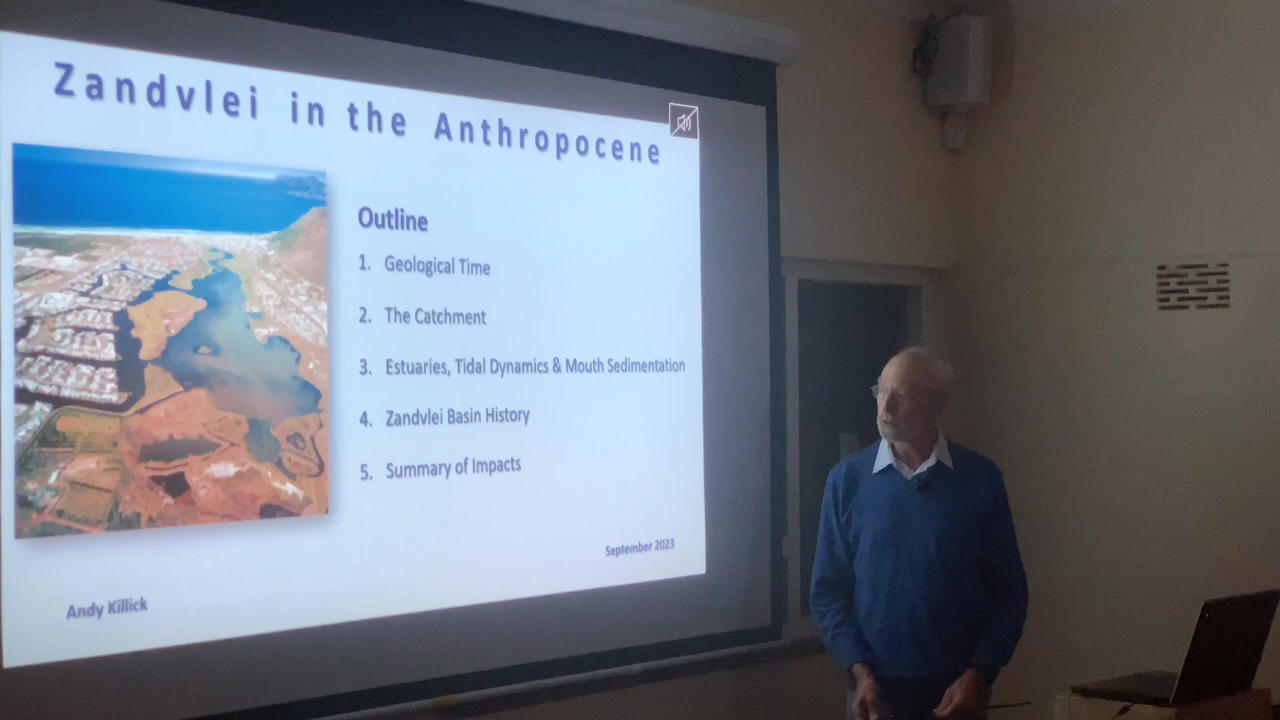 Zandvlei in the Anthropocene
Outline
1. Geological Time
2. The Catchment
3. Estuaries, Tidal Dynamics & Mouth Sedimentation
4. Zandvlei Basin History
5. Summary of Impacts
September 2023
Andy Killick